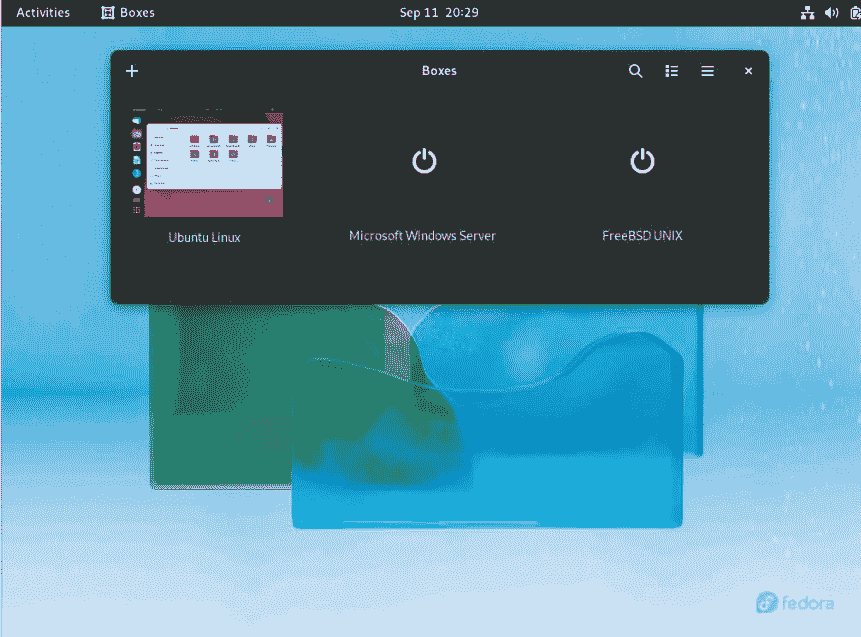 Activities Boxes Sep 11 20:29
Boxes
Ubuntu Linux Microsoft Windows Server FreeBSD UNIX
fedora